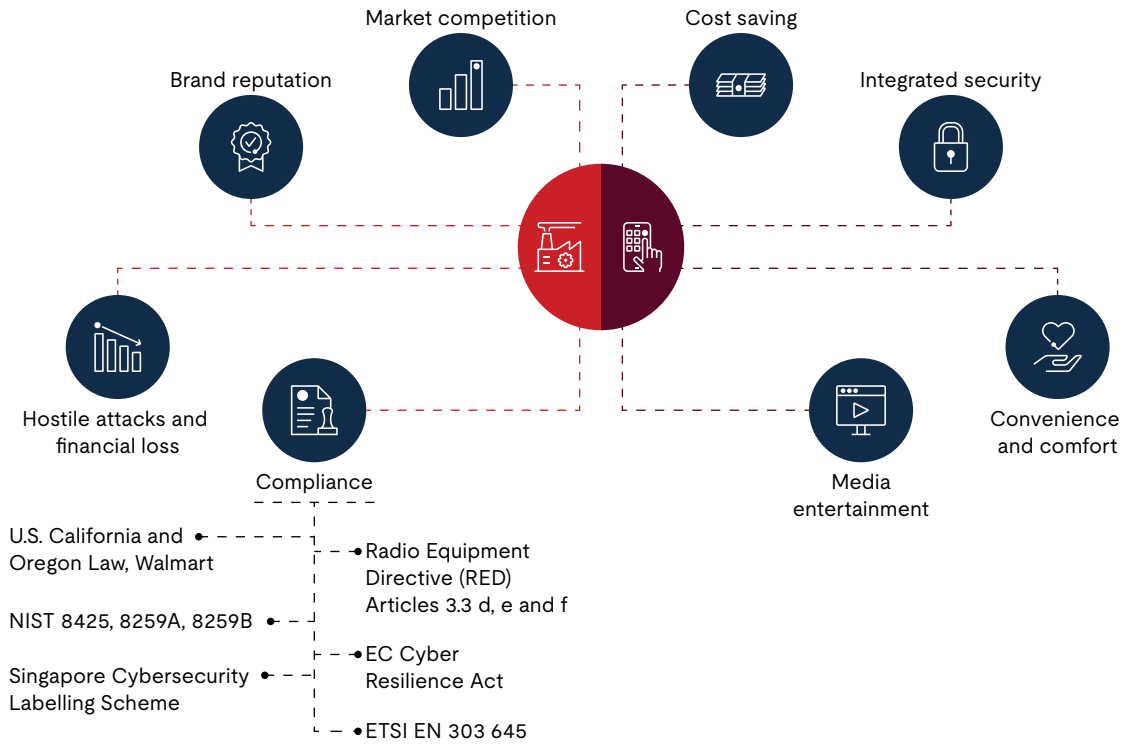 Market competition
Cost saving
Brand reputation
Integrated security
Hostile attacks and
financial loss
Convenience
and comfort
Compliance
Media
entertainment
U.S. California and
Oregon Law, Walmart
NIST 8425, 8259A, 8259B
Singapore Cybersecurity
Labelling Scheme
Radio Equipment
Directive (RED)
Articles 3.3 d, e and f
EC Cyber
Resilience Act
ETSI EN 303 645